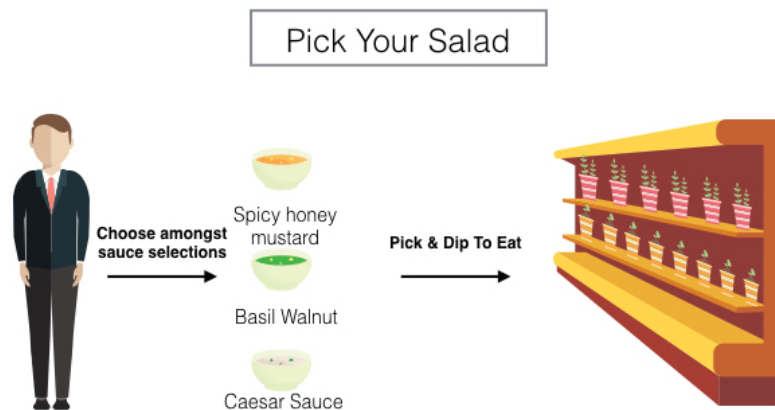 Pick Your Salad
Choose amongst
sauce selections
Spicy honey
mustard
Basil Walnut
Caesar Sauce
Pick & Dip To Eat